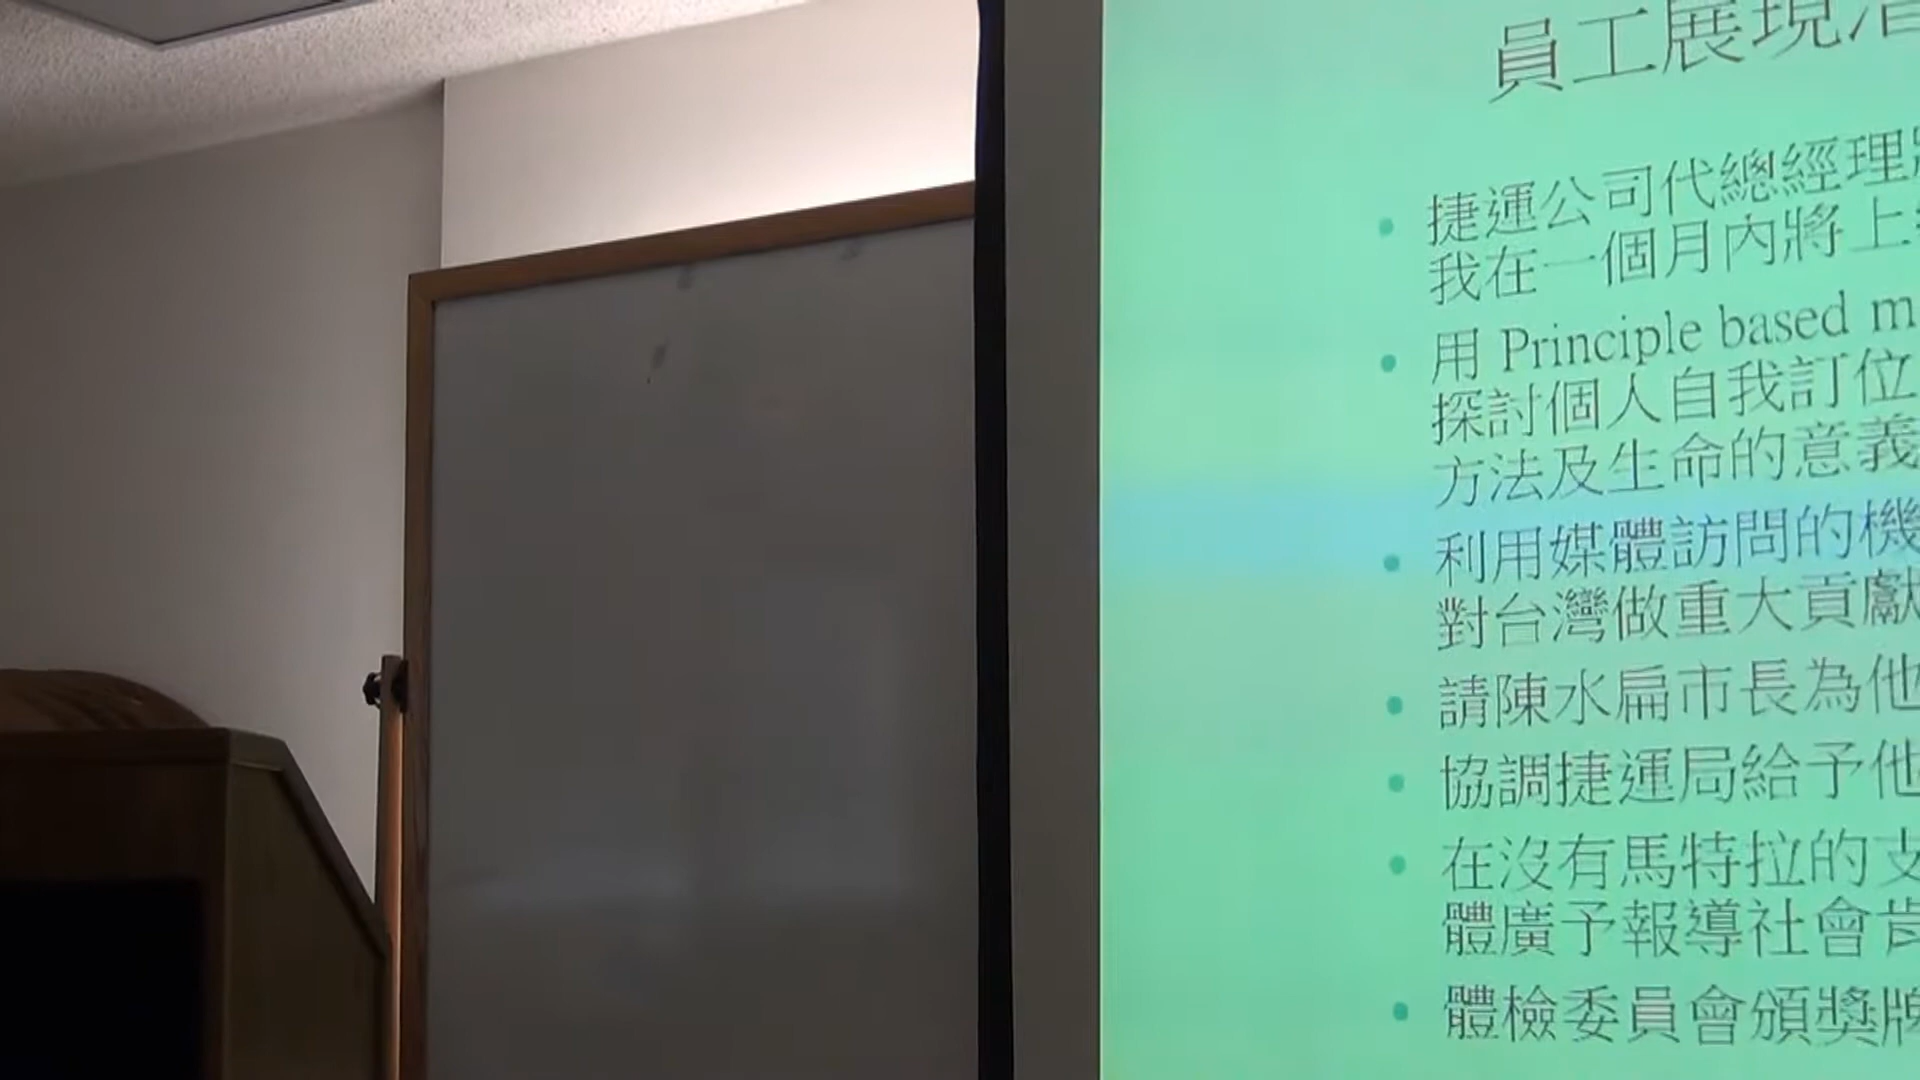 員工展現
捷運公司代總經理
我在一個月內將上
用 Principle based m
探討個人自我訂位
方法及生命的意義
利用媒體訪問的機
對台灣做重大貢獻
請陳水扁市長為他
協調捷運局給予他
在沒有馬特拉的支
體廣予報導社會肯
體檢委員會頒獎牌